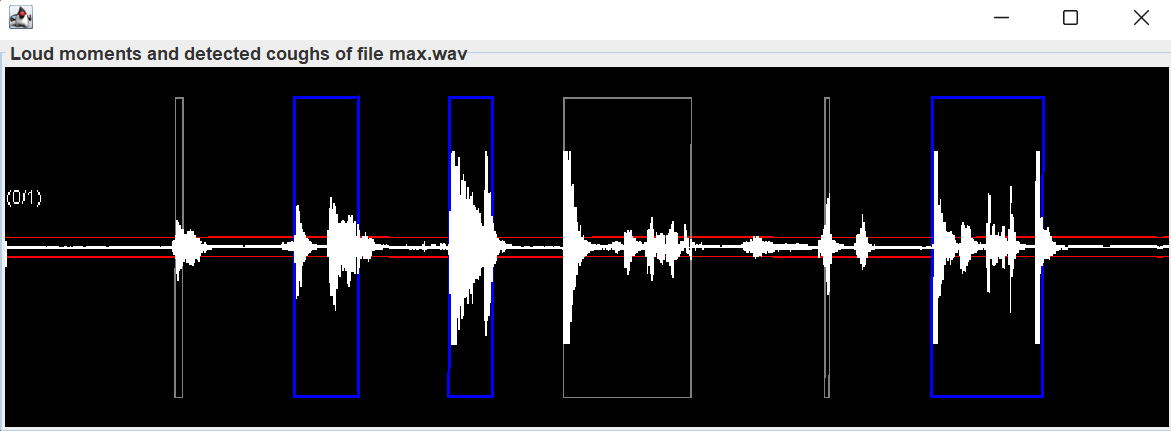 Loud moments and detected coughs of file max.wav
(0/1)